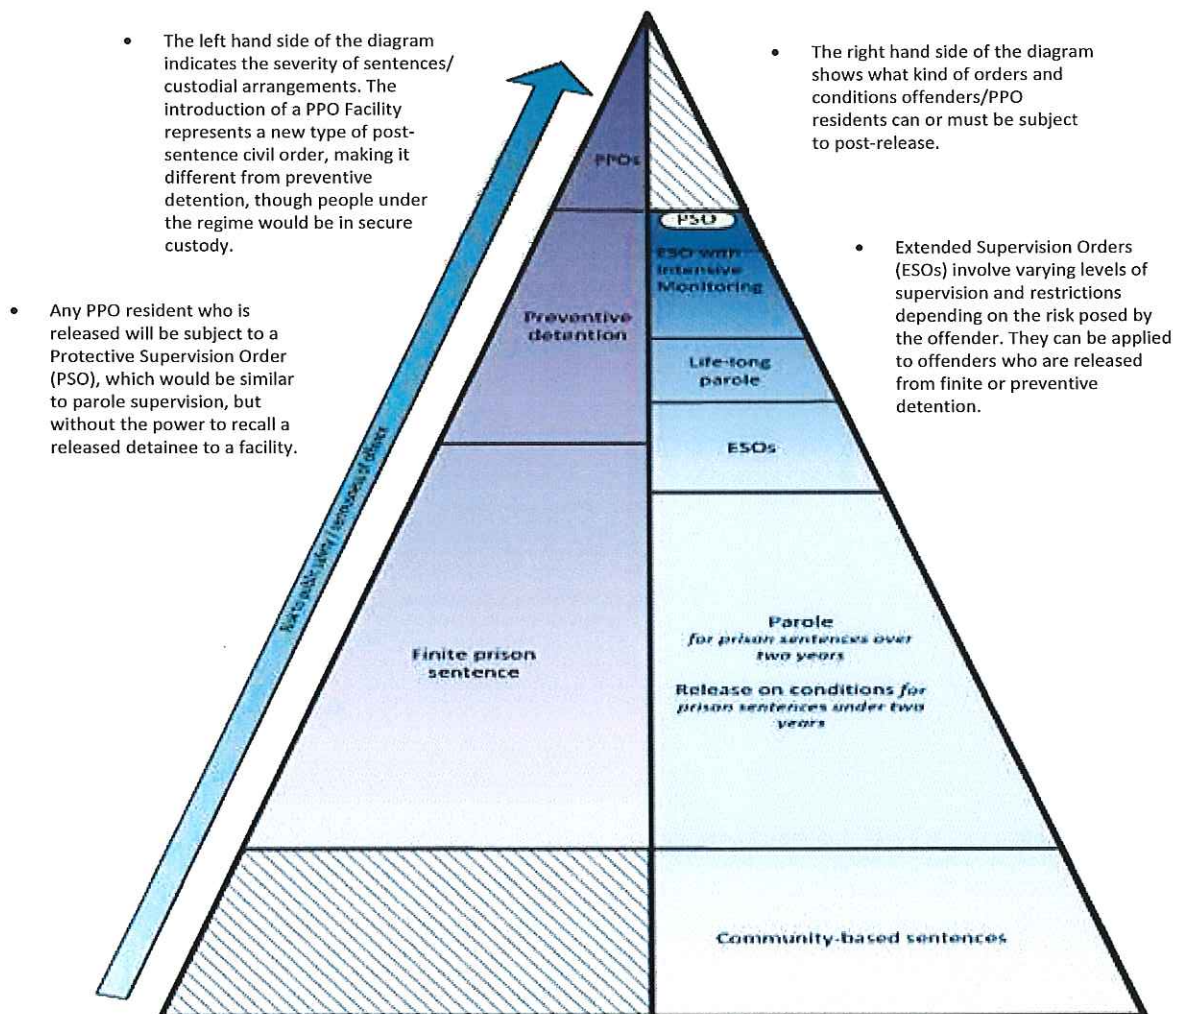 • The left hand side of the diagram
indicates the severity of sentences/
custodial arrangements. The
introduction of a PPO Facility
represents a new type of post-
sentence civil order, making it
different from preventive
detention, though people under
the regime would be in secure
custody.
• Any PPO resident who is
released will be subject to a
Protective Supervision Order
(PSO), which would be similar
to parole supervision, but
without the power to recall a
released detainee to a facility.
Risk to public safety / seriousness of offence
• The right hand side of the diagram
shows what kind of orders and
conditions offenders/PPO
residents can or must be subject
to post-release.
• Extended Supervision Orders
(ESOs) involve varying levels of
supervision and restrictions
depending on the risk posed by
the offender. They can be applied
to offenders who are released
from finite or preventive
detention.
PPOs
PSO
ESO with
Intensive
Monitoring
Preventive
detention
Life-long
parole
ESOs
Parole
for prison sentences over
two years
Finite prison
sentence
Release on conditions for
prison sentences under two
years
Community-based sentences